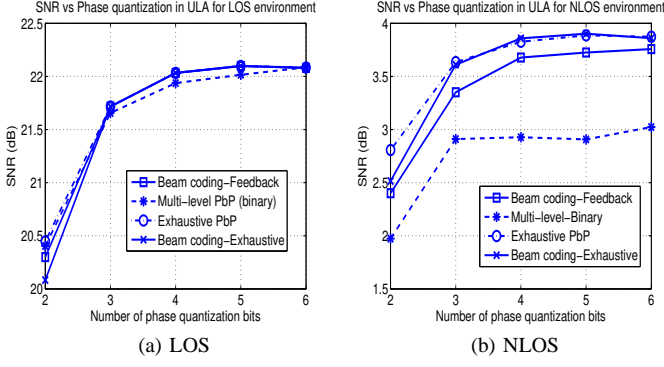 SNR vs Phase quantization in ULA for LOS environment
22.5
22
21.5
21
20.5
20
SNR (dB)
Beam coding−Feedback
Multi−level PbP (binary)
Exhaustive PbP
Beam coding−Exhaustive
2 3 4 5 6
Number of phase quantization bits
(a) LOS
SNR vs Phase quantization in ULA for NLOS environment
4
3.5
3
2.5
2
1.5
SNR (dB)
Beam coding−Feedback
Multi−level−Binary
Exhaustive PbP
Beam coding−Exhaustive
2 3 4 5 6
Number of phase quantization bits
(b) NLOS